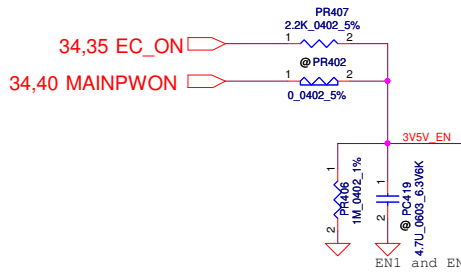 PR407
2.2K_0402_5%
34,35 EC_ON
1
2
@ PR402
34,40 MAINPWON
1
2
0_0402_5%
3V5V_EN
1
2
PR406
1M_0402_1%
1
2
@ PC419
4.7U_0603_6.3V6K
EN1 and EN